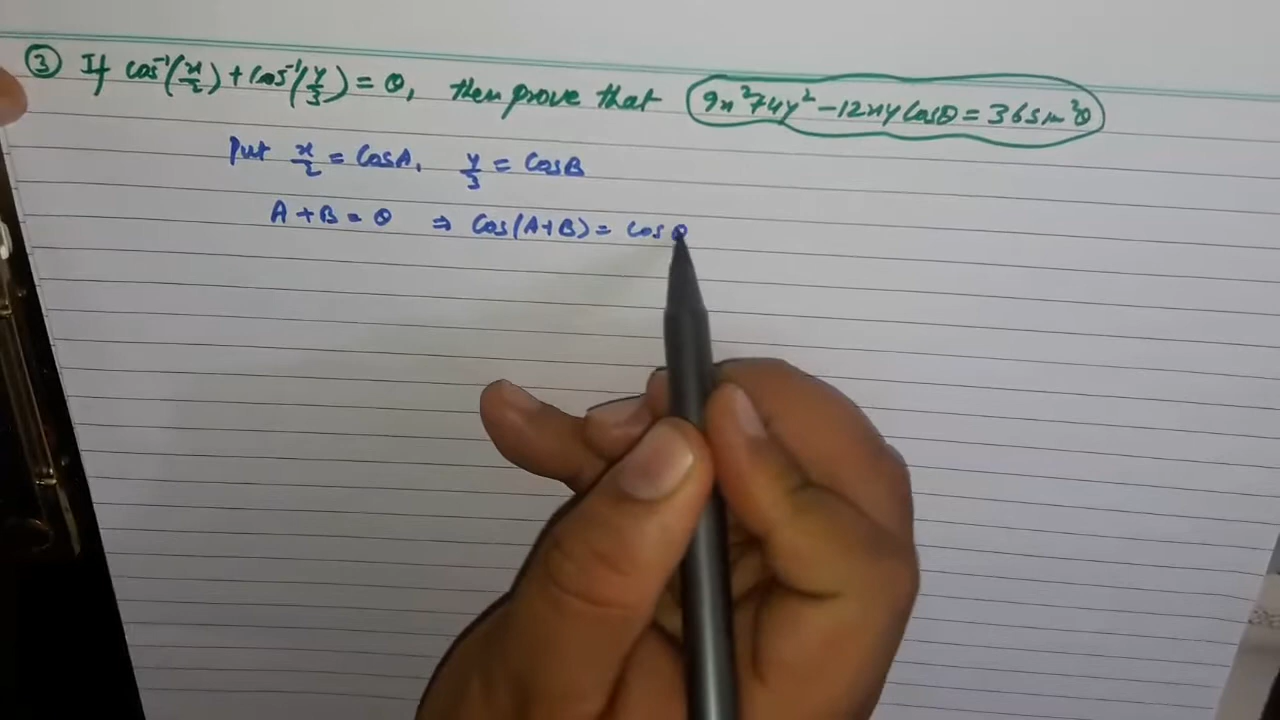 ③ If cos⁻¹(x/2) + cos⁻¹(y/3) = θ, then prove that 9x²+4y² - 12xy cosθ = 36 sin²θ
Put x/2 = CosA, y/3 = CosB
A + B = θ ⇒ Cos(A+B) = Cos θ